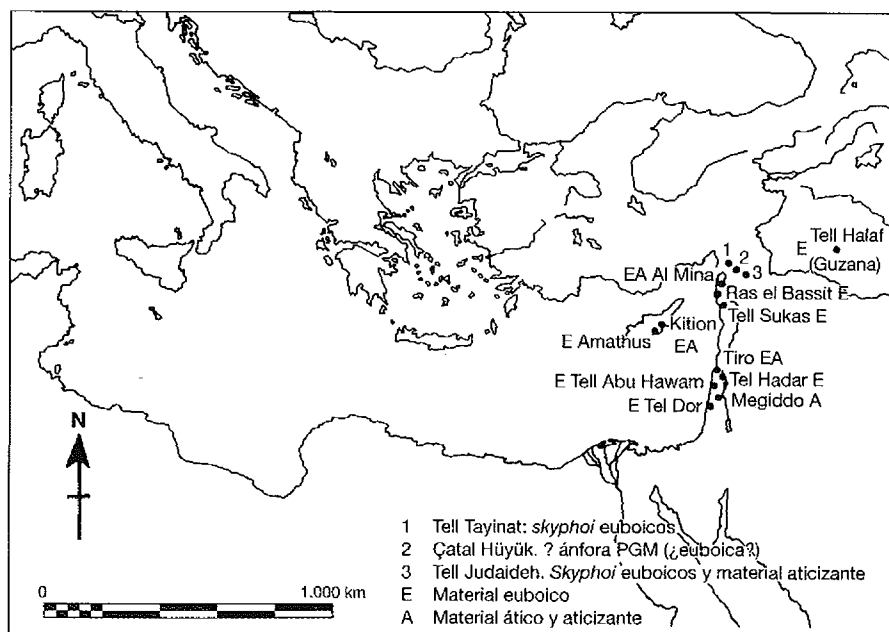 1
2
3
E
Tell Halaf
(Guzana)
EA Al Mina
Ras el Bassit E
Tell Sukas E
Kition
EA
E Amathus
Tiro EA
E Tell Abu Hawam
Tel Hadar E
Megiddo A
E Tel Dor
N
1 Tell Tayinat: skyphoi euboicos
2 Çatal Hüyük. ? ánfora PGM (¿euboica?)
3 Tell Judaideh. Skyphoi euboicos y material aticizante
E Material euboico
A Material ático y aticizante
0 1.000 km